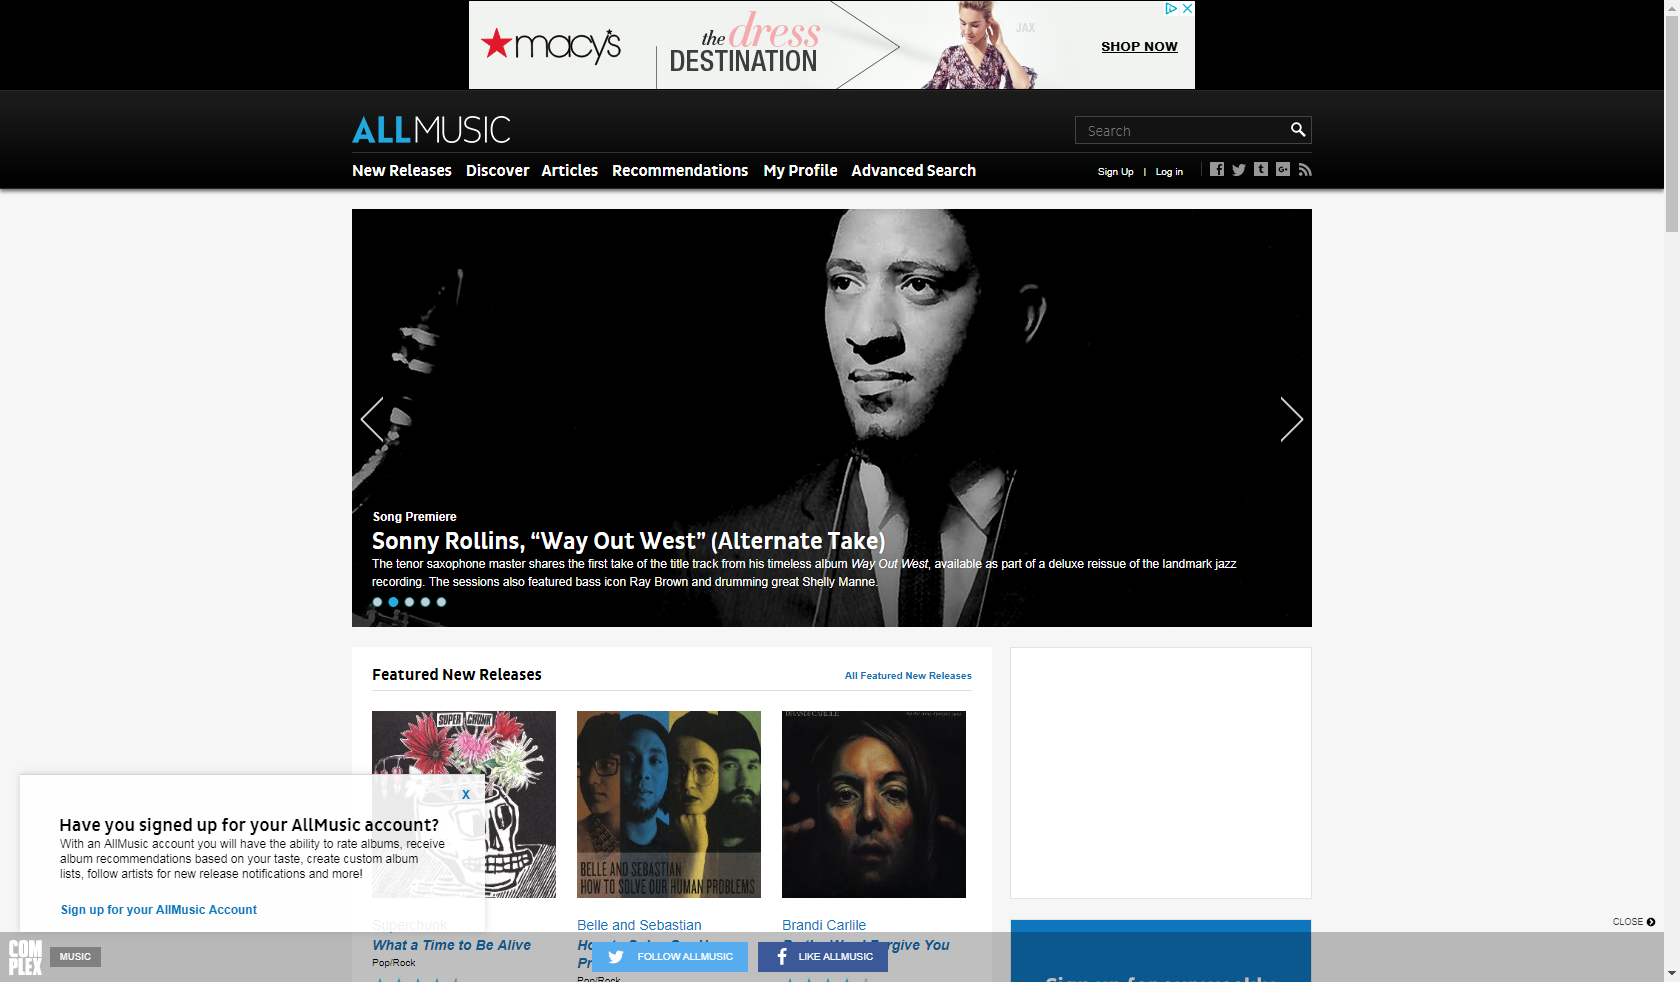 macy's
the dress
DESTINATION
JAX
SHOP NOW
ALLMUSIC
Search
New Releases Discover Articles Recommendations My Profile Advanced Search
Sign Up | Log in
Song Premiere
Sonny Rollins, “Way Out West” (Alternate Take)
The tenor saxophone master shares the first take of the title track from his timeless album Way Out West, available as part of a deluxe reissue of the landmark jazz
recording. The sessions also featured bass icon Ray Brown and drumming great Shelly Manne.
Featured New Releases
All Featured New Releases
SUPER CHUNK
BELLE AND SEBASTIAN
HOW TO SOLVE OUR HUMAN PROBLEMS
BRANDI CARLILE
X
Have you signed up for your AllMusic account?
With an AllMusic account you will have the ability to rate albums, receive
album recommendations based on your taste, create custom album
lists, follow artists for new release notifications and more!
Sign up for your AllMusic Account
Superchunk
What a Time to Be Alive
Pop/Rock
Belle and Sebastian
Pop/Rock
Brandi Carlile
Forgive You
CLOSE
COMPLEX
MUSIC
FOLLOW ALLMUSIC
LIKE ALLMUSIC